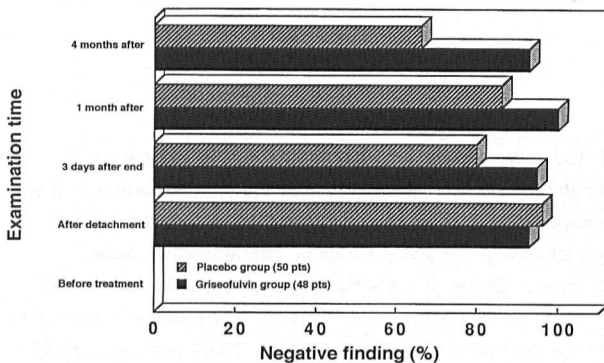 Examination time
4 months after
1 month after
3 days after end
After detachment
Before treatment
Placebo group (50 pts)
Griseofulvin group (48 pts)
0 20 40 60 80 100
Negative finding (%)